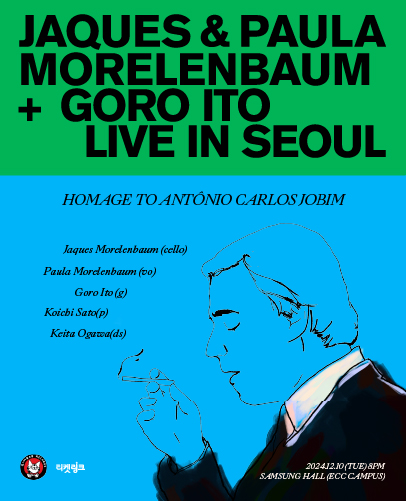 JAQUES & PAULA
MORELENBAUM
+ GORO ITO
LIVE IN SEOUL
HOMAGE TO ANTÔNIO CARLOS JOBIM
Jaques Morelenbaum (cello)
Paula Morelenbaum (vo)
Goro Ito (g)
Koichi Sato(p)
Keita Ogawa(ds)
티켓링크
2024.12.10 (TUE) 8PM
SAMSUNG HALL (ECC CAMPUS)